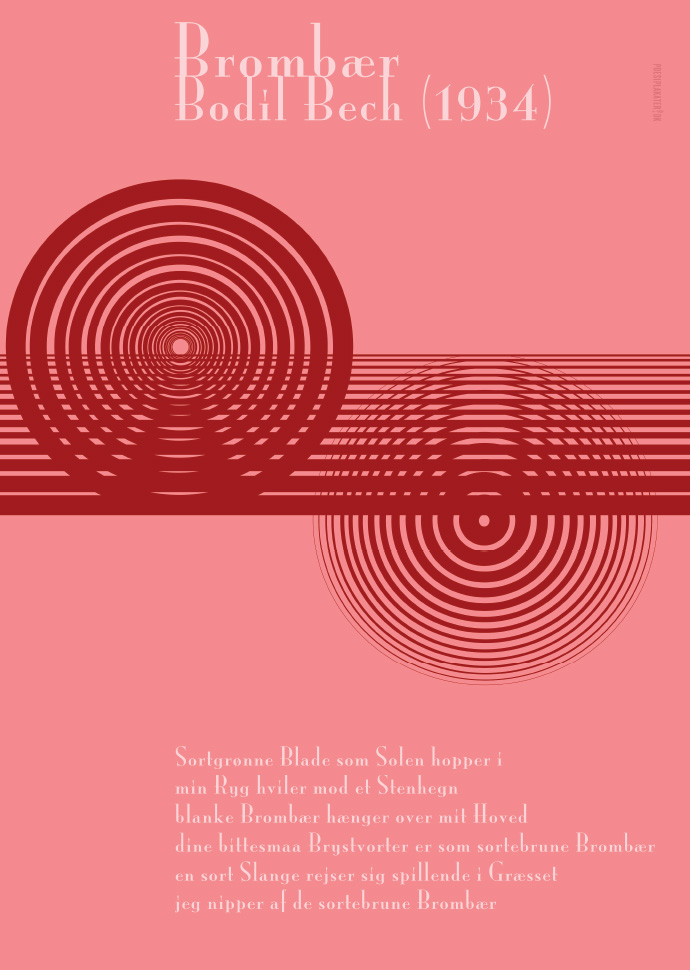 Brombær
Bodil Bech (1934)
Sortgrønne Blade som Solen hopper i
min Ryg hviler mod et Stenhegn
blanke Brombær hænger over mit Hoved
dine bittesmaa Brystvorter er som sortebrune Brombær
en sort Slange rejser sig spillende i Græsset
jeg nipper af de sortebrune Brombær